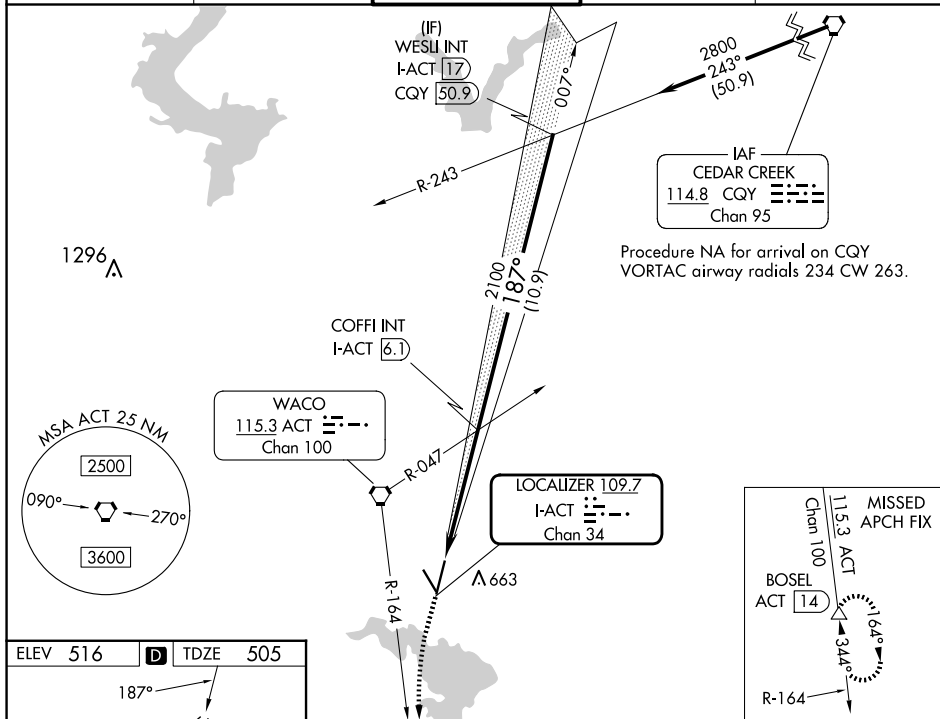 (IF)
WESLI INT
I-ACT 17
CQY 50.9
007°
2800
243°
(50.9)
R-243
IAF
CEDAR CREEK
114.8 CQY
Chan 95
Procedure NA for arrival on CQY
VORTAC airway radials 234 CW 263.
1296
2100
187°
(10.9)
COFFI INT
I-ACT 6.1
WACO
115.3 ACT
Chan 100
R-047
MSA ACT 25 NM
2500
090°
270°
3600
LOCALIZER 109.7
I-ACT
Chan 34
663
R-164
MISSED
APCH FIX
115.3 ACT
Chan 100
BOSEL
ACT 14
164°
344°
R-164
ELEV 516 D TDZE 505
187°